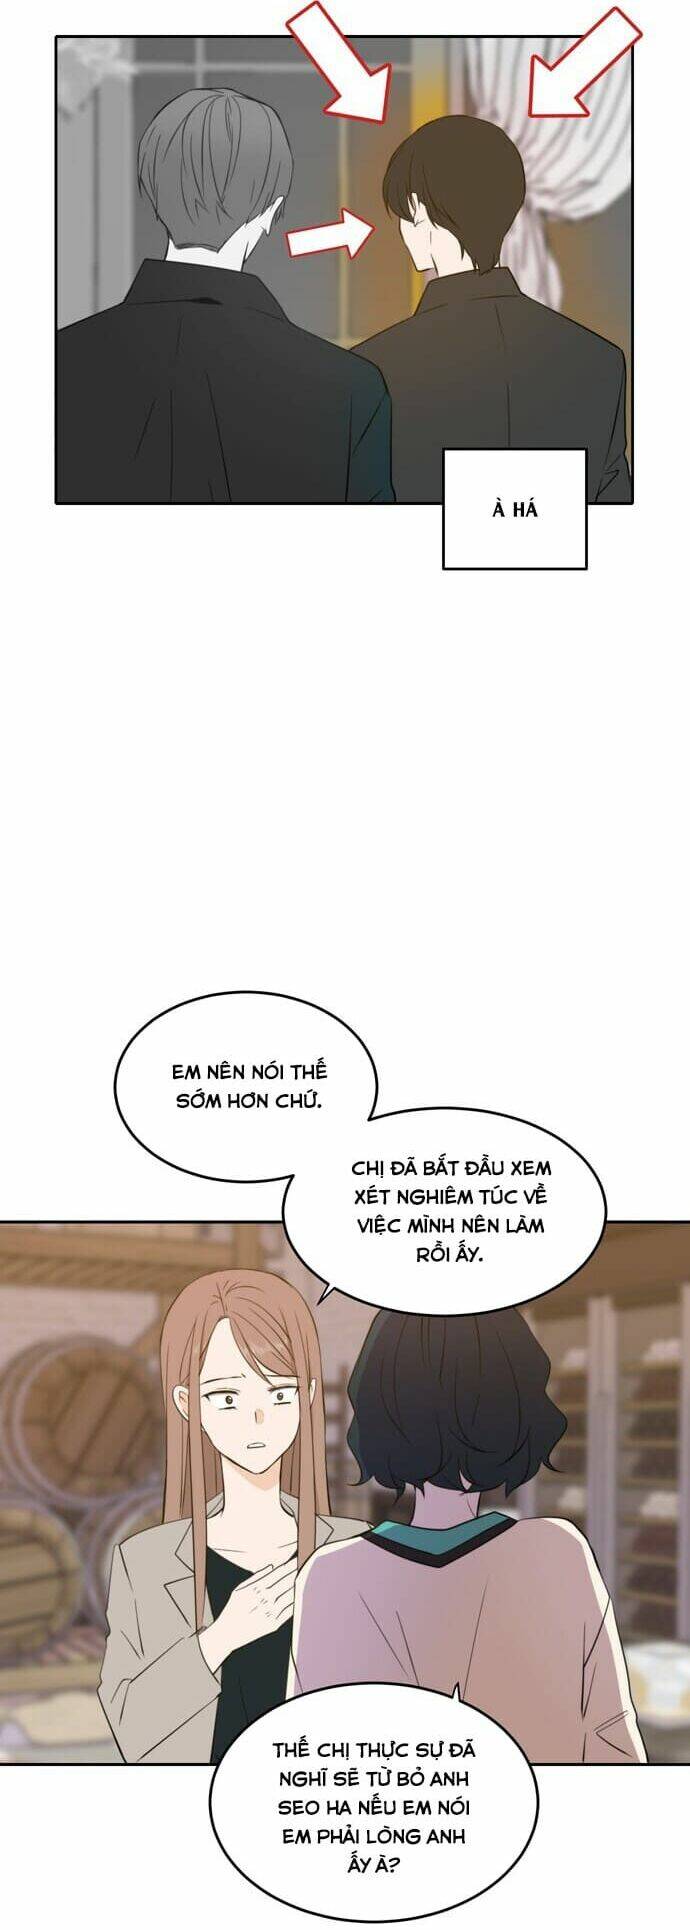 À HÁ
EM NÊN NÓI THẾ
SỚM HƠN CHỨ.
CHỊ ĐÃ BẮT ĐẦU XEM
XÉT NGHIÊM TÚC VỀ
VIỆC MÌNH NÊN LÀM
RỒI ẤY.
THẾ CHỊ THỰC SỰ ĐÃ
NGHĨ SẼ TỪ BỎ ANH
SEO HA NẾU EM NÓI
EM PHẢI LÒNG ANH
ẤY À?